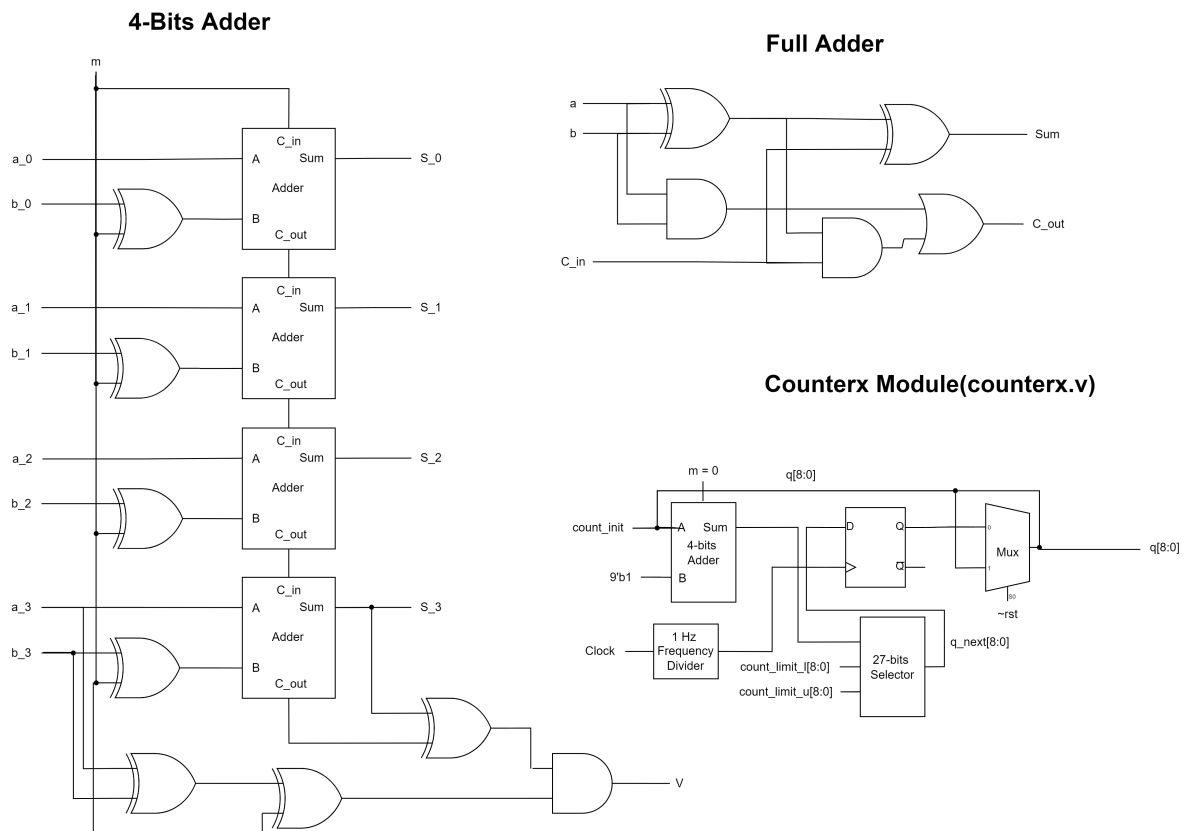 4-Bits Adder
m
C_in
a_0
A
Sum
S_0
Adder
b_0
B
C_out
C_in
a_1
A
Sum
S_1
Adder
b_1
B
C_out
C_in
a_2
A
Sum
S_2
Adder
b_2
B
C_out
C_in
a_3
A
Sum
S_3
Adder
b_3
B
C_out
V
Full Adder
a
b
Sum
C_out
C_in
Counterx Module(counterx.v)
m = 0
q[8:0]
count_init
A
Sum
4-bits
Adder
9'b1
B
D
Q
Q
0
1
Mux
S0
~rst
q[8:0]
Clock
1 Hz
Frequency
Divider
count_limit_l[8:0]
count_limit_u[8:0]
27-bits
Selector
q_next[8:0]